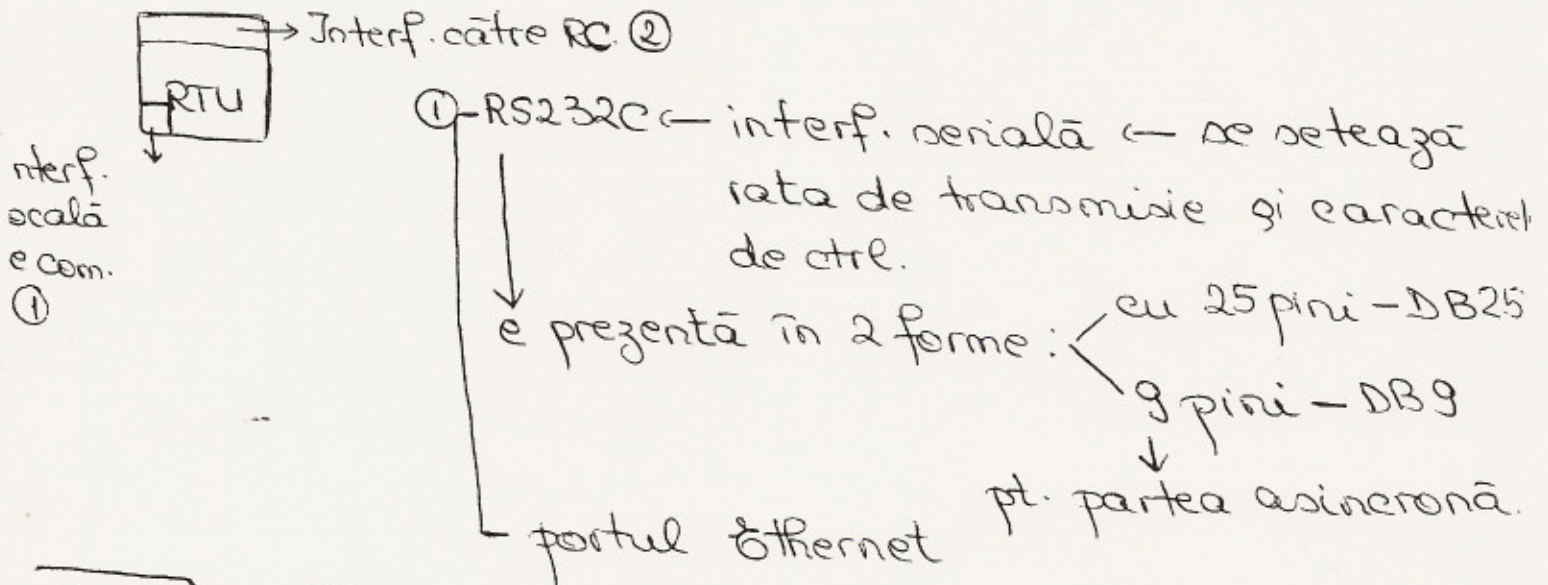 → Interf. către RC. ②
RTU
nterf.
ocală
e com.
①
①-RS232C ← interf. serială ← se setează
rata de transmisie și caracterel
de ctrl.
e prezentă în 2 forme :
cu 25 pini - DB25
9 pini - DB9
pt. partea asincronă.
portul Ethernet